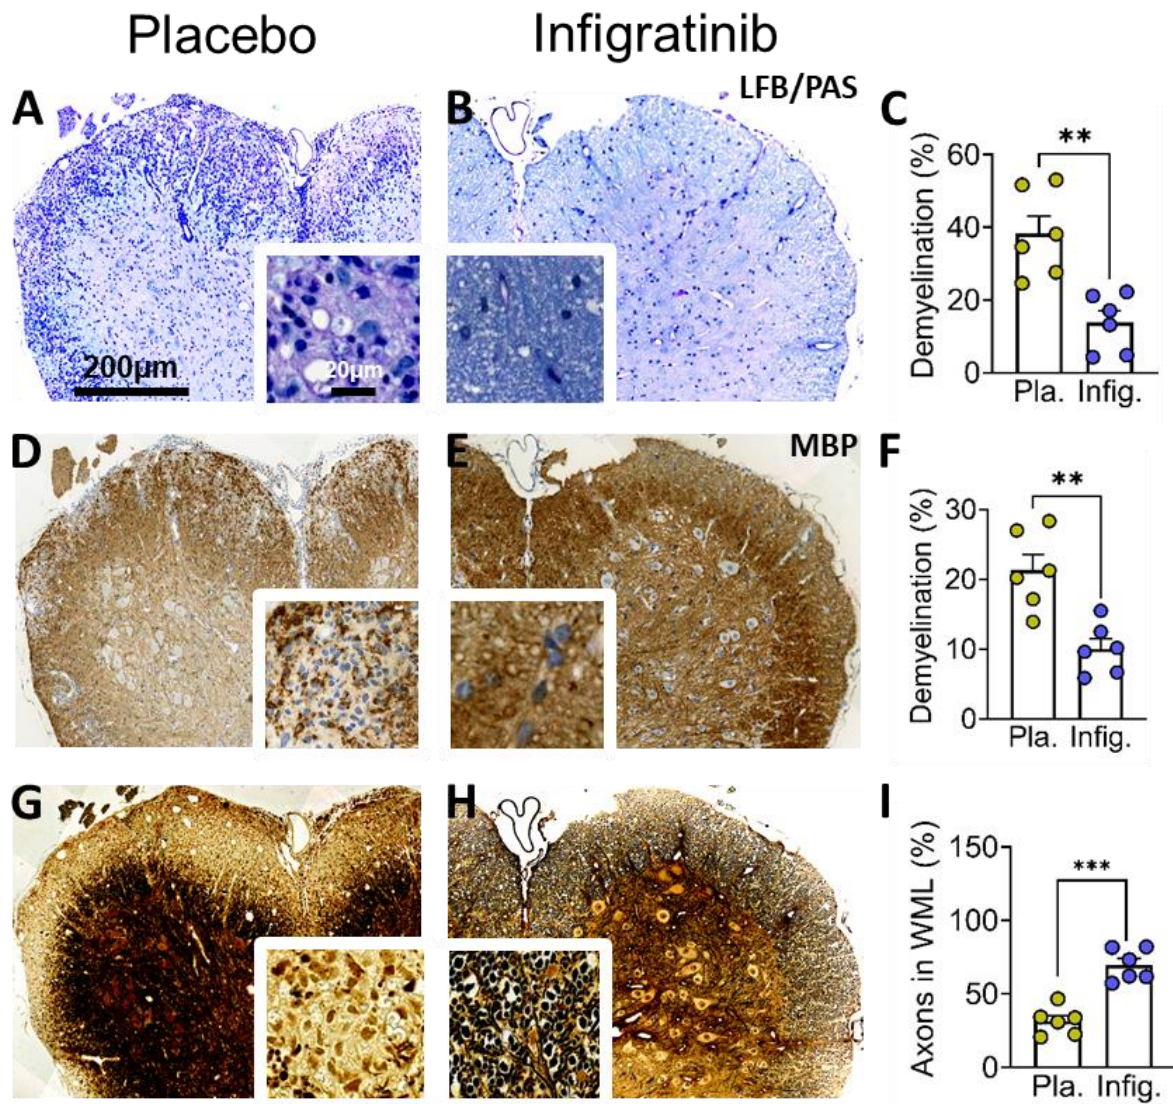 Placebo Infigratinib
A B LFB/PAS C
200µm 20µm
Demyelination (%)
60
**
40
20
0
Pla. Infig.
D E MBP F
Demyelination (%)
30
**
20
10
0
Pla. Infig.
G H I
Axons in WML (%)
150
***
100
50
0
Pla. Infig.